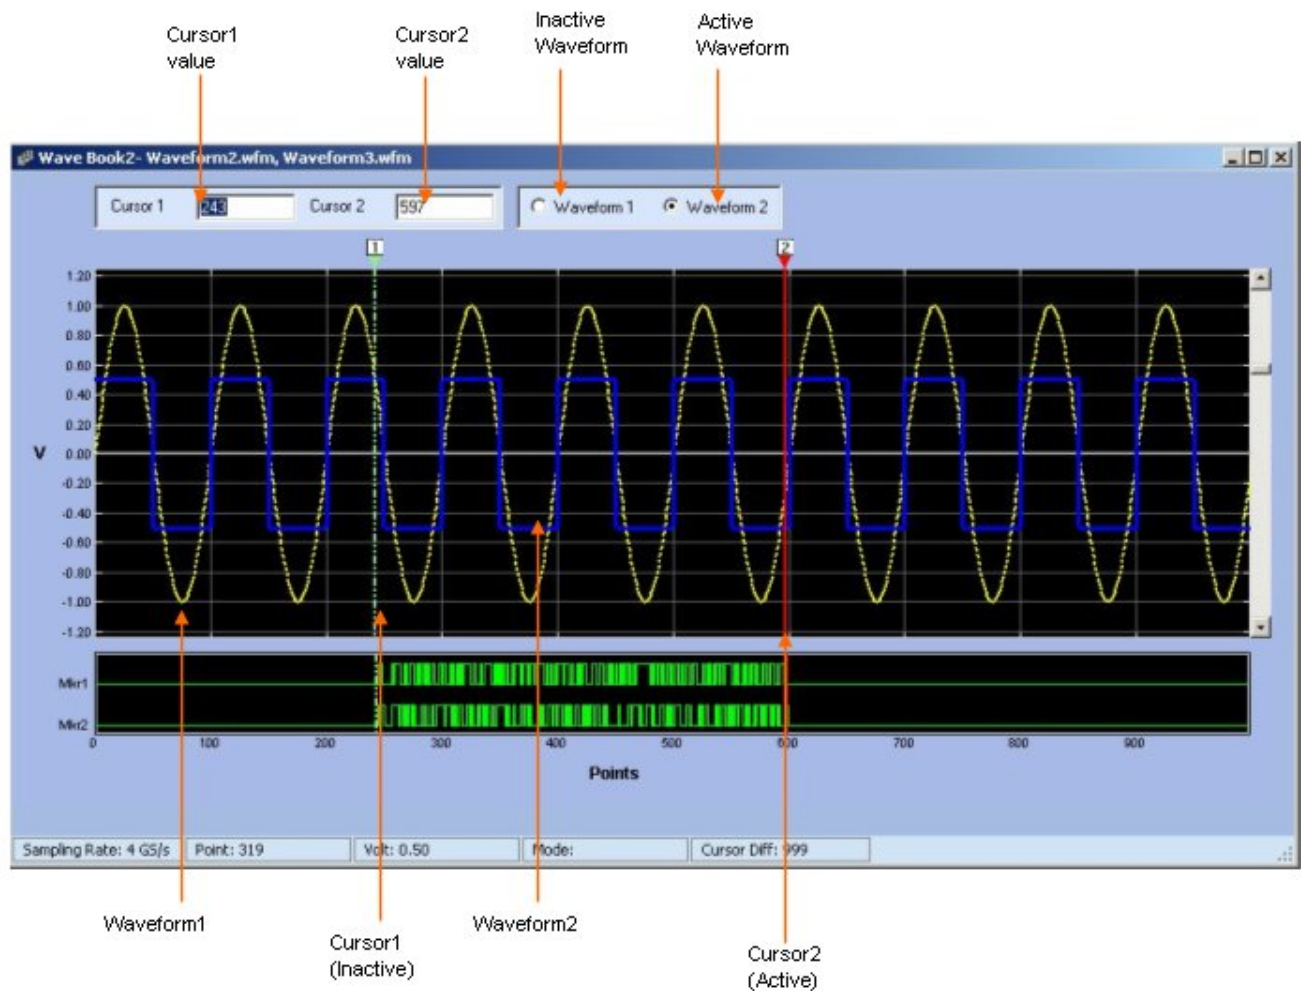 Cursor1
value
Cursor2
value
Inactive
Waveform
Active
Waveform
Wave Book2- Waveform2.wfm, Waveform3.wfm
Cursor 1 243 Cursor 2 597 Waveform 1 Waveform 2
1 2
1.20
1.00
0.80
0.60
0.40
0.20
V 0.00
-0.20
-0.40
-0.60
-0.80
-1.00
-1.20
Mkr1
Mkr2
0 100 200 300 400 500 600 700 800 900
Points
Sampling Rate: 4 GS/s Point: 319 Volt: 0.50 Mode: Cursor Diff: 999
Waveform1
Cursor1
(Inactive)
Waveform2
Cursor2
(Active)